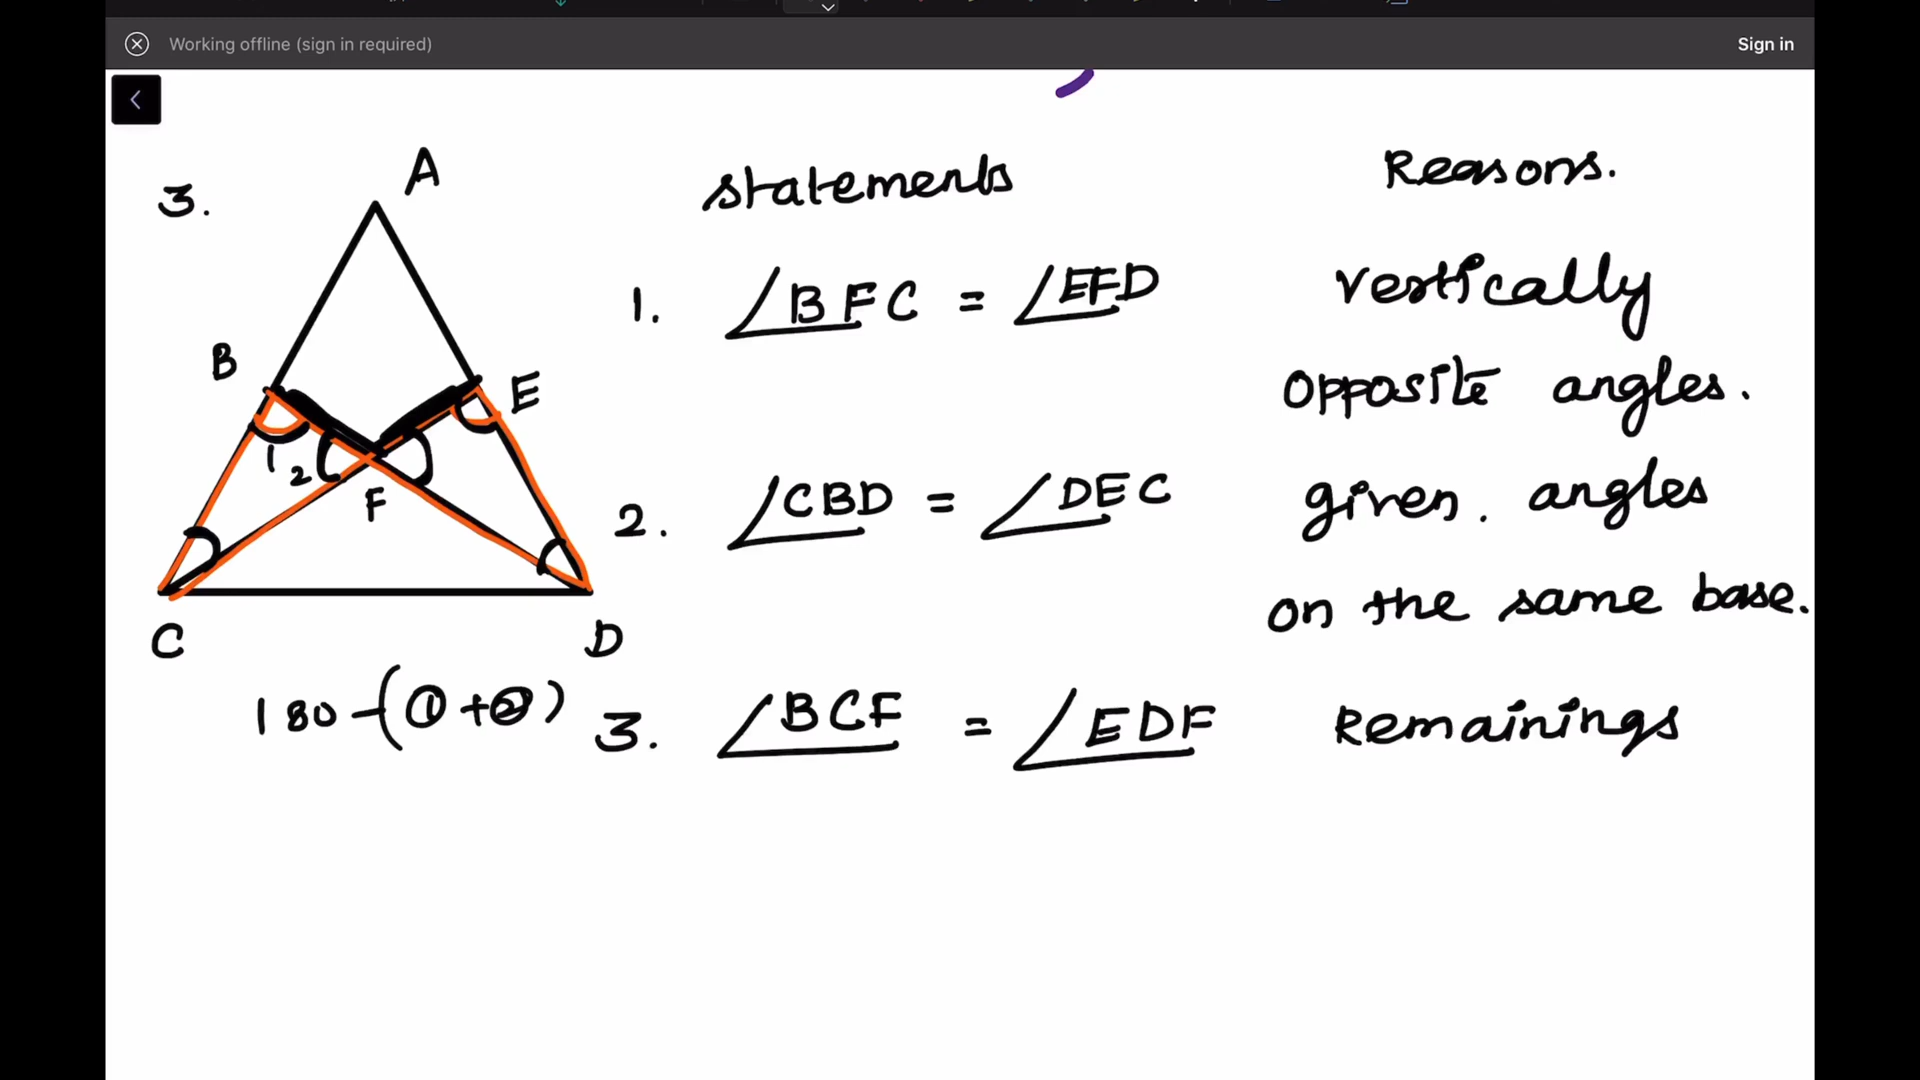 Working offline (sign in required)
Sign in
3.
A
B
E
1
2
F
C
D
180-(①+②)
statements
Reasons.
1. ∠BFC = ∠EFD
vertically
opposite angles.
2. ∠CBD = ∠DEC
given. angles
on the same base.
3. ∠BCF = ∠EDF
Remainings